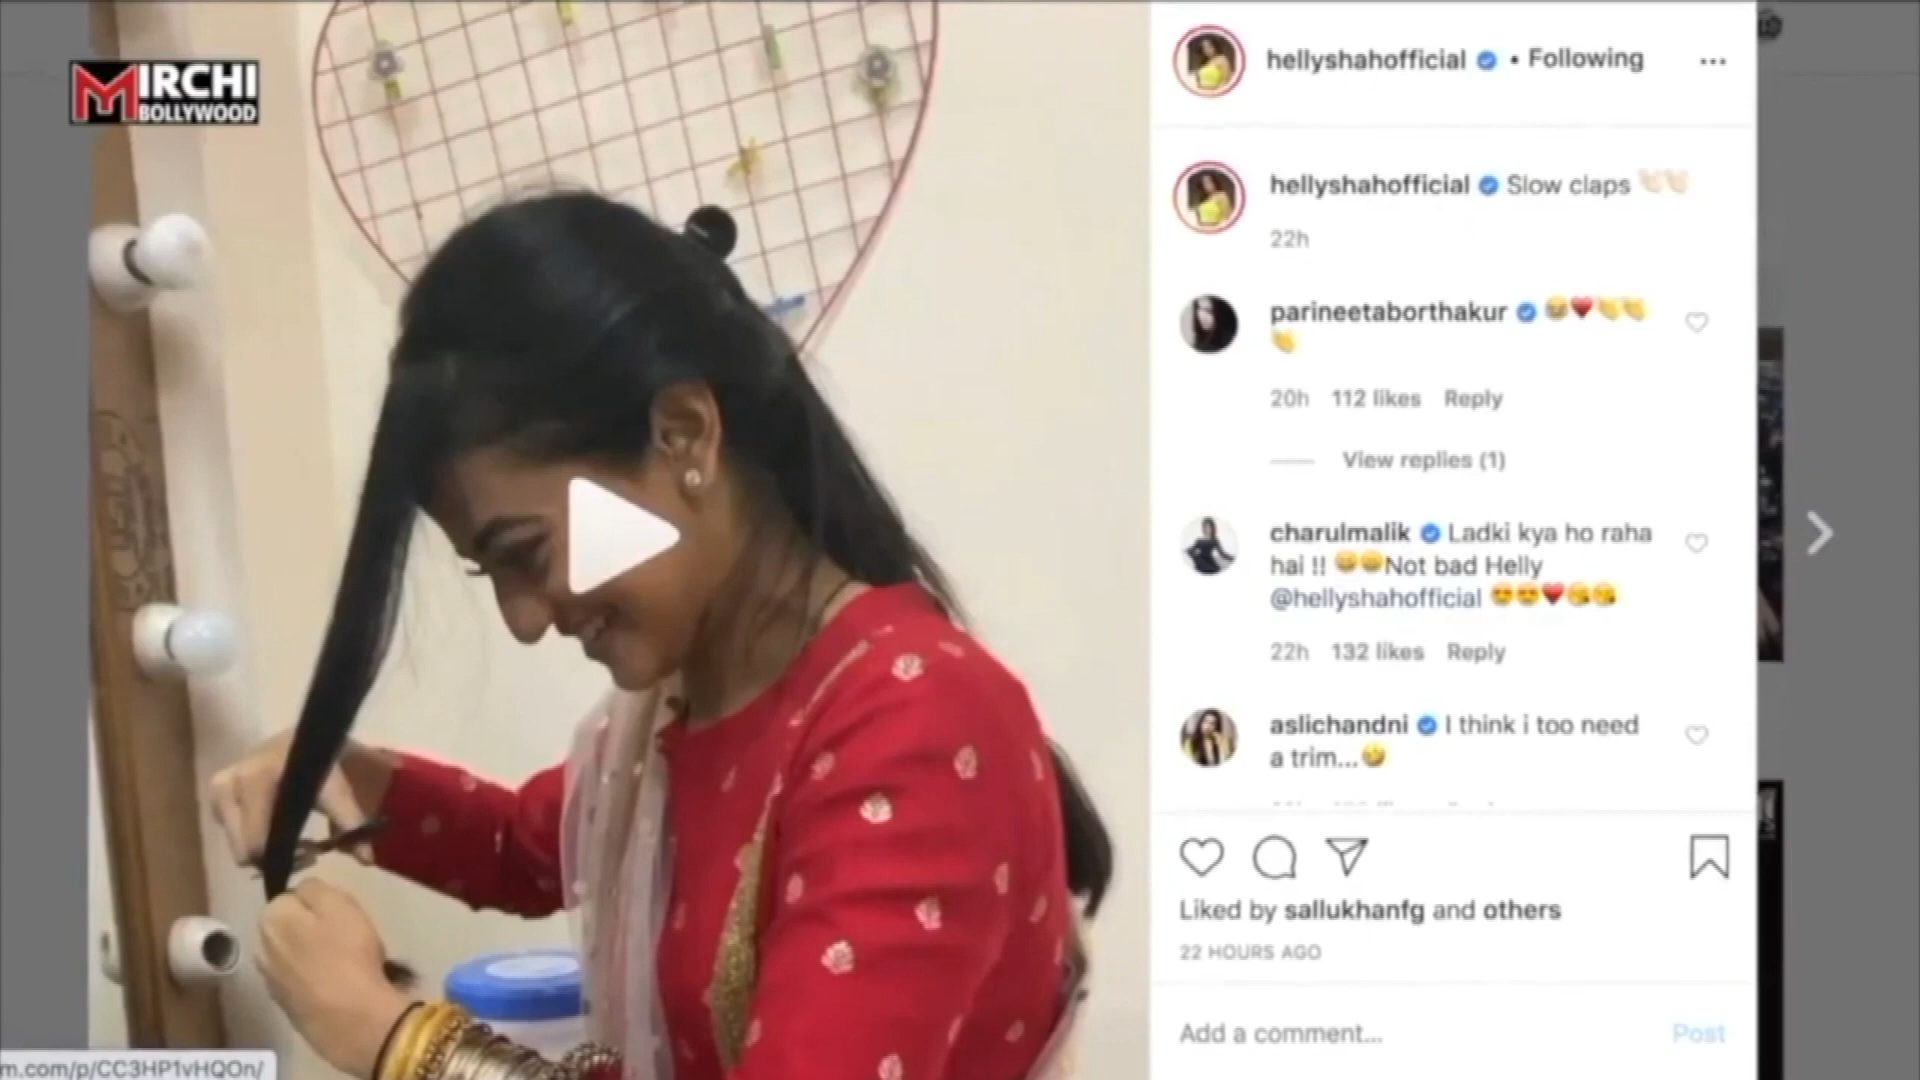 MIRCHI
BOLLYWOOD
hellyshahofficial • Following
hellyshahofficial Slow claps 👏🏻👏🏻
22h
parineetaborthakur 😂❤️👏👏
👏
20h 112 likes Reply
View replies (1)
charulmalik Ladki kya ho raha
hai !! 😄😄Not bad Helly
@hellyshahofficial 😍😍❤️😘😘
22h 132 likes Reply
aslichandni I think i too need
a trim...🤣
Liked by sallukhanfg and others
22 HOURS AGO
Add a comment... Post
m.com/p/CC3HP1vHQOn/